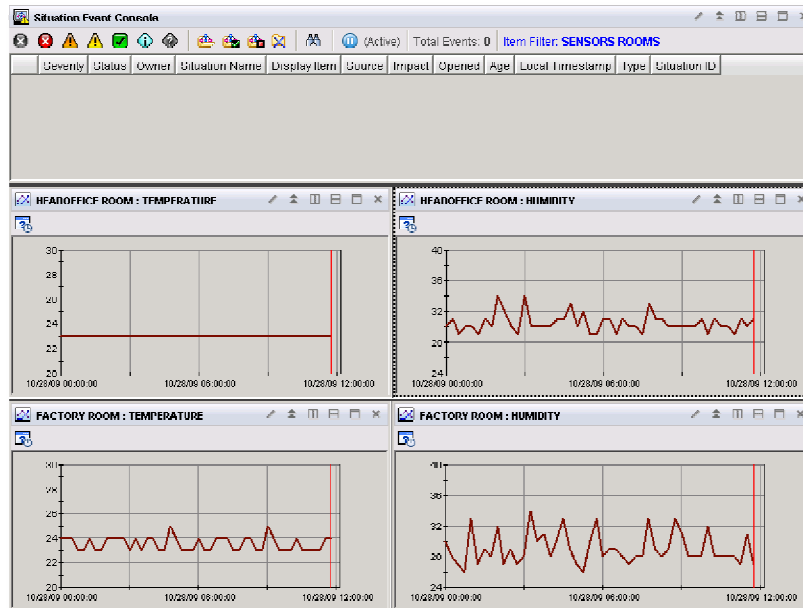 Situation Event Console
(Active) Total Events: 0 Item Filter: SENSORS ROOMS
Severity Status Owner Situation Name Display Item Source Impact Opened Age Local Timestamp Type Situation ID
HEADOFFICE ROOM : TEMPERATURE
HEADOFFICE ROOM : HUMIDITY
30
28
24
22
20
10/28/09 00:00:00 10/28/09 06:00:00 10/28/09 12:00:00
40
32
24
10/28/09 00:00:00 10/28/09 06:00:00 10/28/09 12:00:00
FACTORY ROOM : TEMPERATURE
FACTORY ROOM : HUMIDITY
30
28
26
24
22
20
10/28/09 00:00:00 10/28/09 06:00:00 10/28/09 12:00:00
40
32
24
10/28/09 00:00:00 10/28/09 06:00:00 10/28/09 12:00:00